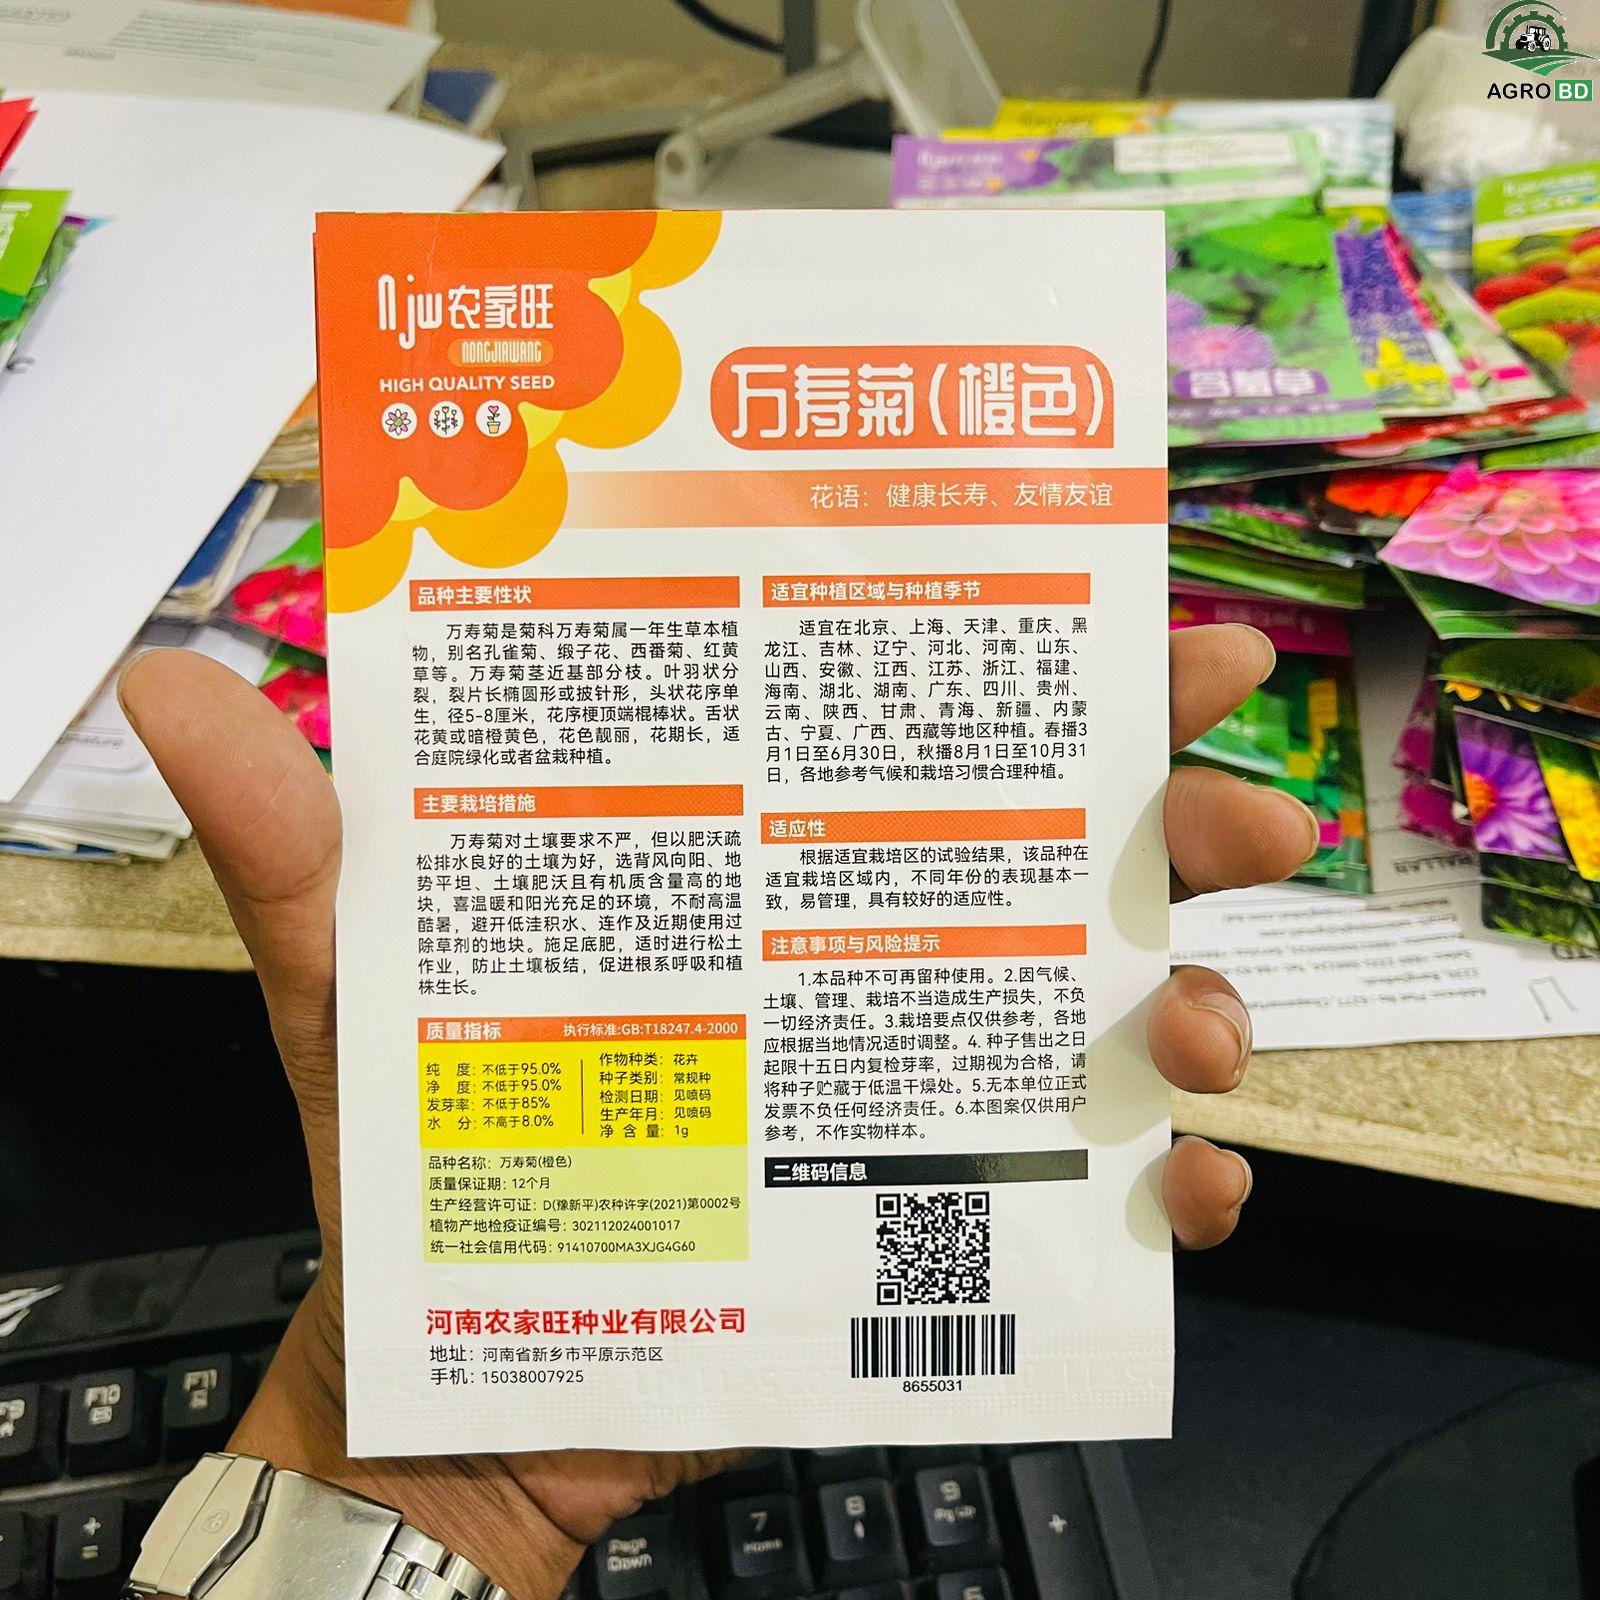 AGRO BD
njw农家旺
NONGJIAWANG
HIGH QUALITY SEED
万寿菊(橙色)
花语：健康长寿、友情友谊
品种主要性状
万寿菊是菊科万寿菊属一年生草本植
物，别名孔雀菊、缎子花、西番菊、红黄
草等。万寿菊茎近基部分枝。叶羽状分
裂，裂片长椭圆形或披针形，头状花序单
生，径5-8厘米，花序梗顶端棍棒状。舌状
花黄或暗橙黄色，花色靓丽，花期长，适
合庭院绿化或者盆栽种植。
主要栽培措施
万寿菊对土壤要求不严，但以肥沃疏
松排水良好的土壤为好，选背风向阳、地
势平坦、土壤肥沃且有机质含量高的地
块，喜温暖和阳光充足的环境，不耐高温
酷暑，避开低洼积水、连作及近期使用过
除草剂的地块。施足底肥，适时进行松土
作业，防止土壤板结，促进根系呼吸和植
株生长。
质量指标 执行标准:GB:T18247.4-2000
纯 度：不低于95.0%
净 度：不低于95.0%
发芽率：不低于85%
水 分：不高于8.0%
作物种类：花卉
种子类别：常规种
检测日期：见喷码
生产年月：见喷码
净 含 量：1g
品种名称：万寿菊(橙色)
质量保证期：12个月
生产经营许可证：D(豫新平)农种许字(2021)第0002号
植物产地检疫证编号：302112024001017
统一社会信用代码：91410700MA3XJG4G60
河南农家旺种业有限公司
地址：河南省新乡市平原示范区
手机：15038007925
适宜种植区域与种植季节
适宜在北京、上海、天津、重庆、黑
龙江、吉林、辽宁、河北、河南、山东、
山西、安徽、江西、江苏、浙江、福建、
海南、湖北、湖南、广东、四川、贵州、
云南、陕西、甘肃、青海、新疆、内蒙
古、宁夏、广西、西藏等地区种植。春播3
月1日至6月30日，秋播8月1日至10月31
日，各地参考气候和栽培习惯合理种植。
适应性
根据适宜栽培区的试验结果，该品种在
适宜栽培区域内，不同年份的表现基本一
致，易管理，具有较好的适应性。
注意事项与风险提示
1.本品种不可再留种使用。2.因气候、
土壤、管理、栽培不当造成生产损失，不负
一切经济责任。3.栽培要点仅供参考，各地
应根据当地情况适时调整。4. 种子售出之日
起限十五日内复检芽率，过期视为合格，请
将种子贮藏于低温干燥处。5.无本单位正式
发票不负任何经济责任。6.本图案仅供用户
参考，不作实物样本。
二维码信息
8655031
含羞草
F10
F11
Page
Down
7
Home
8
9
Pg Up
+